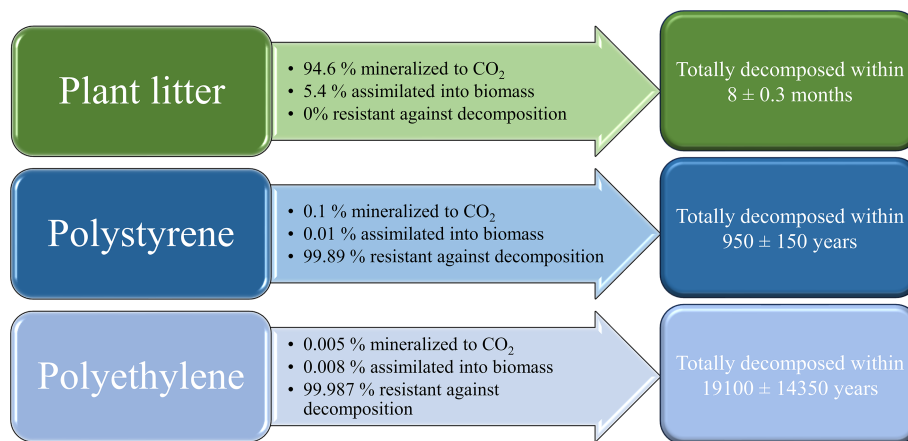 Plant litter
• 94.6 % mineralized to CO₂
• 5.4 % assimilated into biomass
• 0% resistant against decomposition
Totally decomposed within
8 ± 0.3 months
Polystyrene
• 0.1 % mineralized to CO₂
• 0.01 % assimilated into biomass
• 99.89 % resistant against decomposition
Totally decomposed within
950 ± 150 years
Polyethylene
• 0.005 % mineralized to CO₂
• 0.008 % assimilated into biomass
• 99.987 % resistant against
decomposition
Totally decomposed within
19100 ± 14350 years